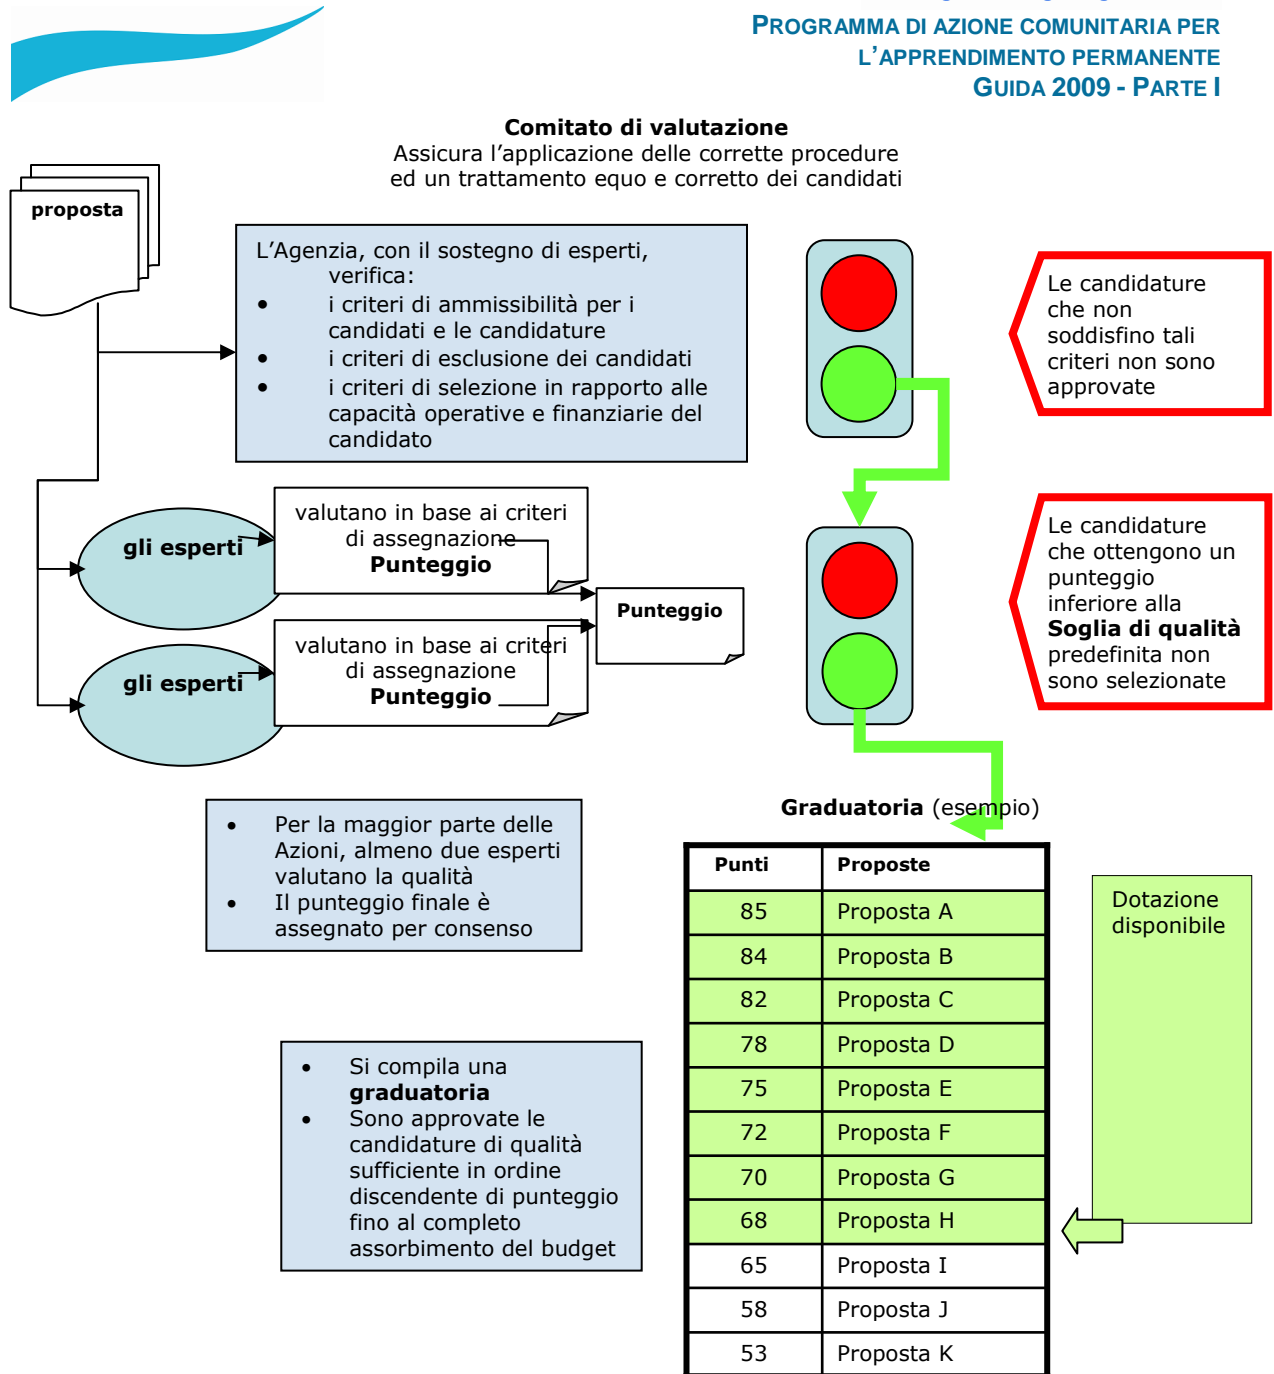 PROGRAMMA DI AZIONE COMUNITARIA PER
L'APPRENDIMENTO PERMANENTE
GUIDA 2009 - PARTE I
Comitato di valutazione
Assicura l'applicazione delle corrette procedure
ed un trattamento equo e corretto dei candidati
proposta
L'Agenzia, con il sostegno di esperti,
verifica:
• i criteri di ammissibilità per i
candidati e le candidature
• i criteri di esclusione dei candidati
• i criteri di selezione in rapporto alle
capacità operative e finanziarie del
candidato
Le candidature
che non
soddisfino tali
criteri non sono
approvate
gli esperti
valutano in base ai criteri
di assegnazione
Punteggio
gli esperti
valutano in base ai criteri
di assegnazione
Punteggio
Punteggio
Le candidature
che ottengono un
punteggio
inferiore alla
Soglia di qualità
predefinita non
sono selezionate
• Per la maggior parte delle
Azioni, almeno due esperti
valutano la qualità
• Il punteggio finale è
assegnato per consenso
• Si compila una
graduatoria
• Sono approvate le
candidature di qualità
sufficiente in ordine
discendente di punteggio
fino al completo
assorbimento del budget
Graduatoria (esempio)
Punti Proposte
85 Proposta A
84 Proposta B
82 Proposta C
78 Proposta D
75 Proposta E
72 Proposta F
70 Proposta G
68 Proposta H
65 Proposta I
58 Proposta J
53 Proposta K
Dotazione
disponibile